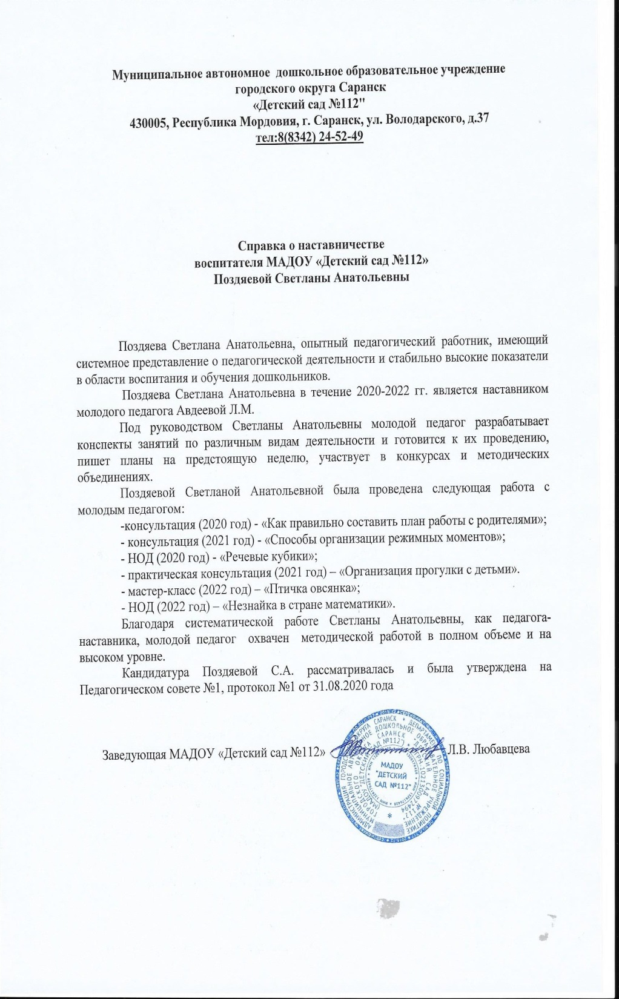 Муниципальное автономное дошкольное образовательное учреждение
городского округа Саранск
«Детский сад №112"
430005, Республика Мордовия, г. Саранск, ул. Володарского, д.37
тел:8(8342) 24-52-49
Справка о наставничестве
воспитателя МАДОУ «Детский сад №112»
Поздяевой Светланы Анатольевны
Поздяева Светлана Анатольевна, опытный педагогический работник, имеющий
системное представление о педагогической деятельности и стабильно высокие показатели
в области воспитания и обучения дошкольников.
Поздяева Светлана Анатольевна в течение 2020-2022 гг. является наставником
молодого педагога Авдеевой Л.М.
Под руководством Светланы Анатольевны молодой педагог разрабатывает
конспекты занятий по различным видам деятельности и готовится к их проведению,
пишет планы на предстоящую неделю, участвует в конкурсах и методических
объединениях.
Поздяевой Светланой Анатольевной была проведена следующая работа с
молодым педагогом:
-консультация (2020 год) - «Как правильно составить план работы с родителями»;
- консультация (2021 год) - «Способы организации режимных моментов»;
- НОД (2020 год) - «Речевые кубики»;
- практическая консультация (2021 год) – «Организация прогулки с детьми».
- мастер-класс (2022 год) – «Птичка овсянка»;
- НОД (2022 год) – «Незнайка в стране математики».
Благодаря систематической работе Светланы Анатольевны, как педагога-
наставника, молодой педагог охвачен методической работой в полном объеме и на
высоком уровне.
Кандидатура Поздяевой С.А. рассматривалась и была утверждена на
Педагогическом совете №1, протокол №1 от 31.08.2020 года
Заведующая МАДОУ «Детский сад №112» Л.В. Любавцева
МАДОУ
"ДЕТСКИЙ
САД №112"